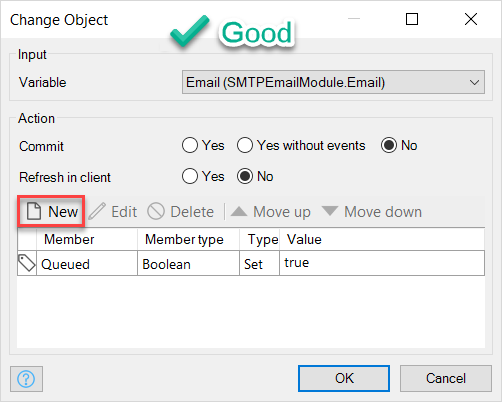 Change Object
Good
Input
Variable Email (SMTPEmailModule.Email)
Action
Commit Yes Yes without events No
Refresh in client Yes No
New Edit Delete Move up Move down
Member Member type Type Value
Queued Boolean Set true
? OK Cancel